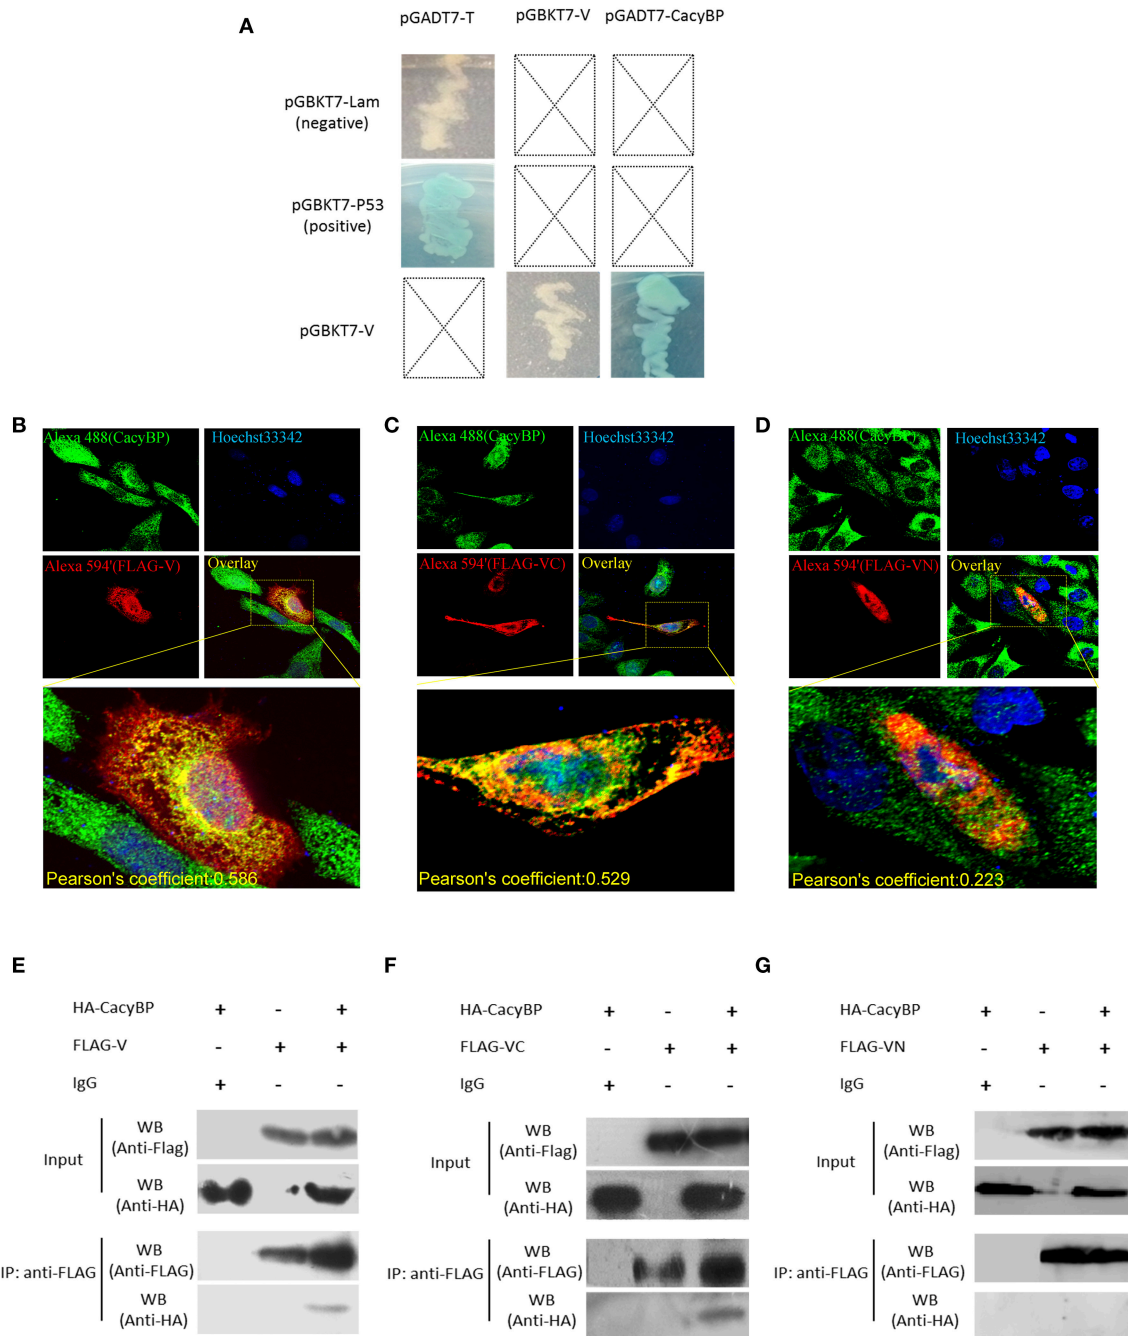 A
pGADT7-T
pGBKT7-V
pGADT7-CacyBP
pGBKT7-Lam
(negative)
pGBKT7-P53
(positive)
pGBKT7-V
B
Alexa 488(CacyBP)
Hoechst33342
Alexa 594'(FLAG-V)
Overlay
Pearson's coefficient:0.586
C
Alexa 488(CacyBP)
Hoechst33342
Alexa 594'(FLAG-VC)
Overlay
Pearson's coefficient:0.529
D
Alexa 488(CacyBP)
Hoechst33342
Alexa 594'(FLAG-VN)
Overlay
Pearson's coefficient:0.223
E
HA-CacyBP + - +
FLAG-V - + +
IgG + - -
Input
WB
(Anti-Flag)
WB
(Anti-HA)
IP: anti-FLAG
WB
(Anti-FLAG)
WB
(Anti-HA)
F
HA-CacyBP + - +
FLAG-VC - + +
IgG + - -
Input
WB
(Anti-Flag)
WB
(Anti-HA)
IP: anti-FLAG
WB
(Anti-FLAG)
WB
(Anti-HA)
G
HA-CacyBP + - +
FLAG-VN - + +
IgG + - -
Input
WB
(Anti-Flag)
WB
(Anti-HA)
IP: anti-FLAG
WB
(Anti-FLAG)
WB
(Anti-HA)